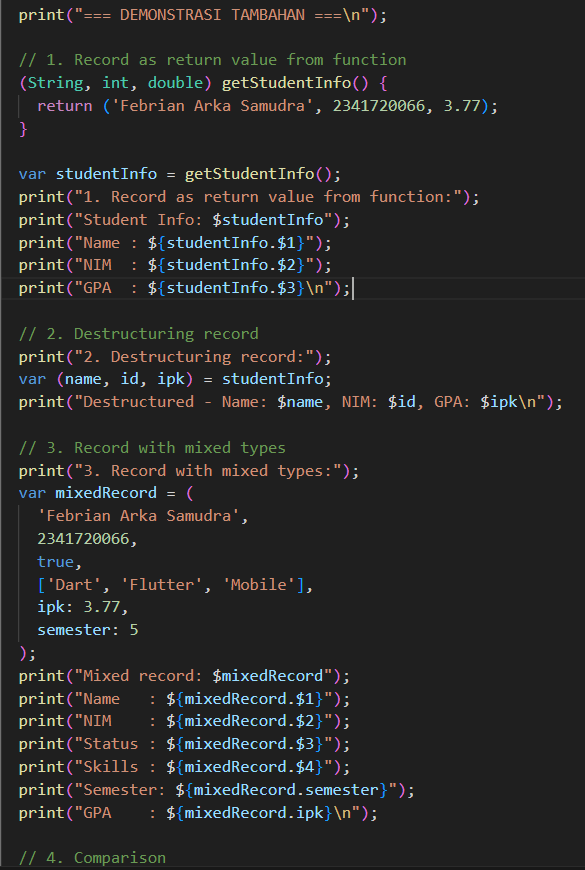 print("=== DEMONSTRASI TAMBAHAN ===\n");

// 1. Record as return value from function
(String, int, double) getStudentInfo() {
  return ('Febrian Arka Samudra', 2341720066, 3.77);
}

var studentInfo = getStudentInfo();
print("1. Record as return value from function:");
print("Student Info: $studentInfo");
print("Name : ${studentInfo.$1}");
print("NIM  : ${studentInfo.$2}");
print("GPA  : ${studentInfo.$3}\n");

// 2. Destructuring record
print("2. Destructuring record:");
var (name, id, ipk) = studentInfo;
print("Destructured - Name: $name, NIM: $id, GPA: $ipk\n");

// 3. Record with mixed types
print("3. Record with mixed types:");
var mixedRecord = (
  'Febrian Arka Samudra',
  2341720066,
  true,
  ['Dart', 'Flutter', 'Mobile'],
  ipk: 3.77,
  semester: 5
);
print("Mixed record: $mixedRecord");
print("Name   : ${mixedRecord.$1}");
print("NIM    : ${mixedRecord.$2}");
print("Status : ${mixedRecord.$3}");
print("Skills : ${mixedRecord.$4}");
print("Semester: ${mixedRecord.semester}");
print("GPA    : ${mixedRecord.ipk}\n");

// 4. Comparison